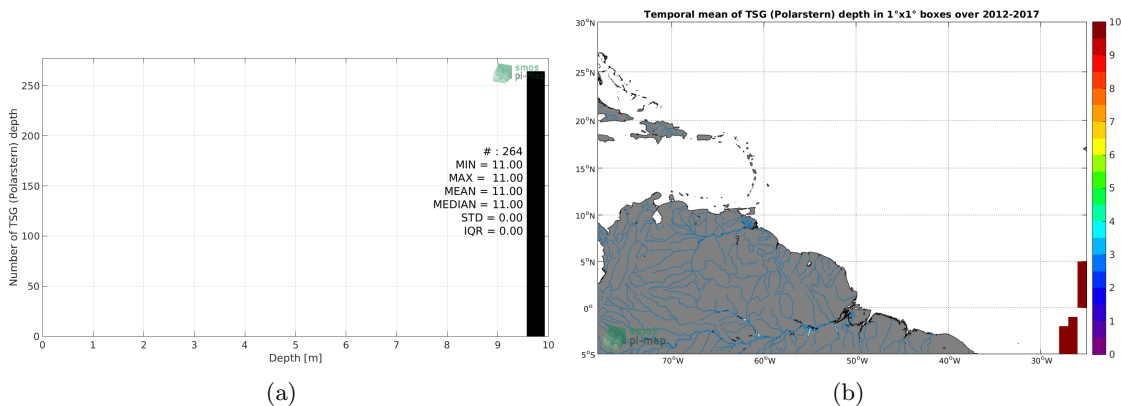 Number of TSG (Polarstern) depth
250
200
150
100
50
0
smos
pi-mep
# : 264
MIN = 11.00
MAX = 11.00
MEAN = 11.00
MEDIAN = 11.00
STD = 0.00
IQR = 0.00
0 1 2 3 4 5 6 7 8 9 10
Depth [m]
(a)
Temporal mean of TSG (Polarstern) depth in 1°x1° boxes over 2012-2017
30°N
25°N
20°N
15°N
10°N
5°N
0°
5°S
70°W 60°W 50°W 40°W 30°W
smos
pi-mep
10
9
8
7
6
5
4
3
2
1
0
(b)